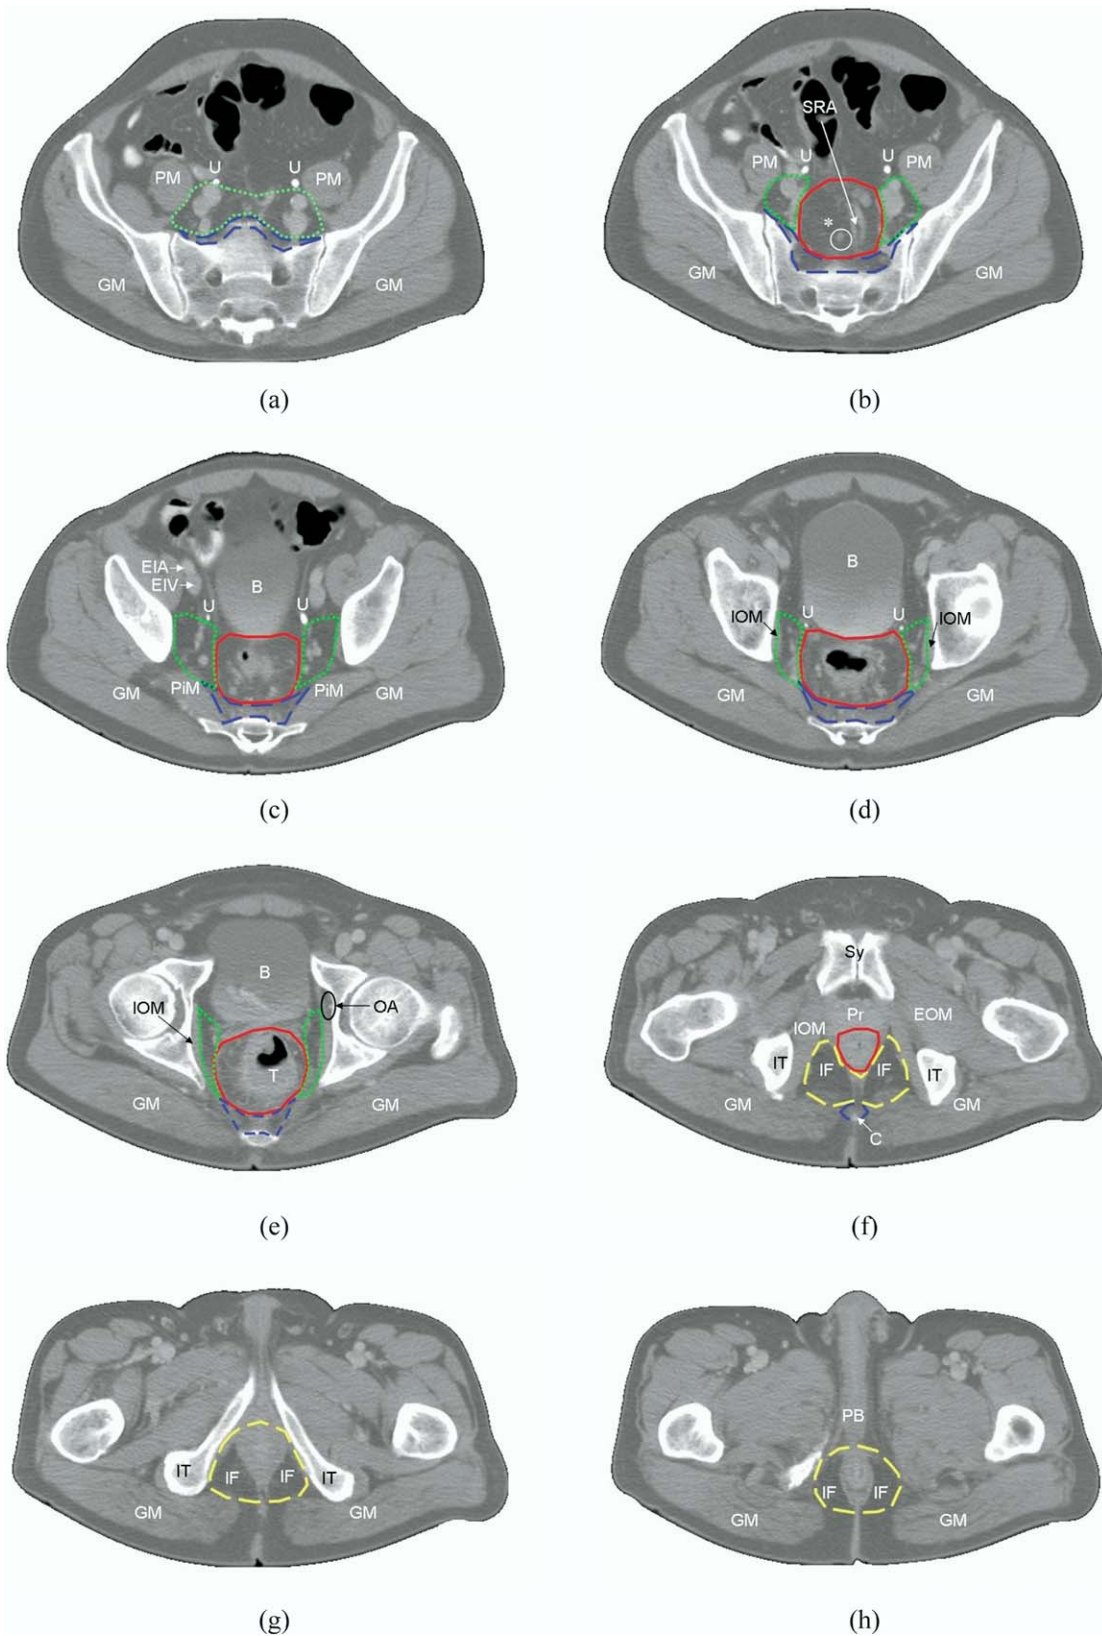 SRA
U U U U
PM PM PM PM
*
GM GM GM GM
(a) (b)
EIA
EIV B B
U U U U
IOM IOM
GM PiM PiM GM GM GM
(c) (d)
Sy
B
IOM OA Pr EOM
IOM
T IT IF IF IT
GM GM GM GM
C
(e) (f)
PB
IT IF IF IT
IF IF
GM GM GM GM
(g) (h)